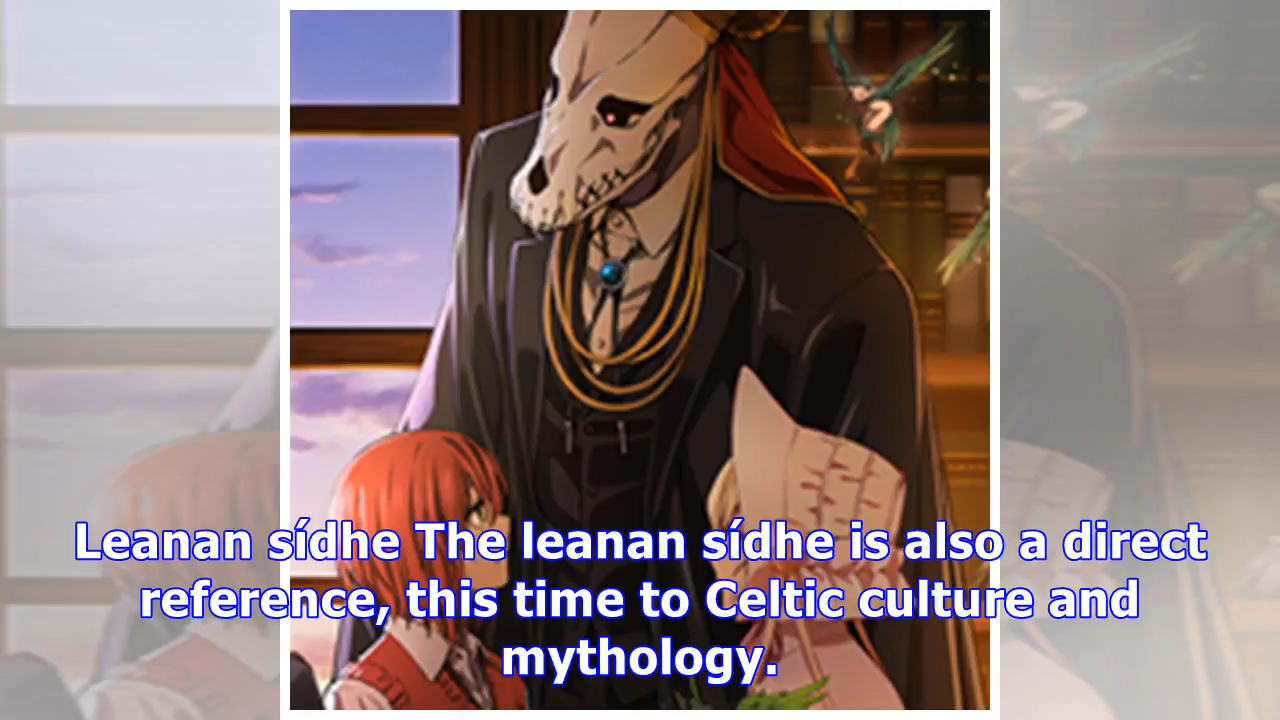 Leanan sídhe The leanan sídhe is also a direct
reference, this time to Celtic culture and
mythology.